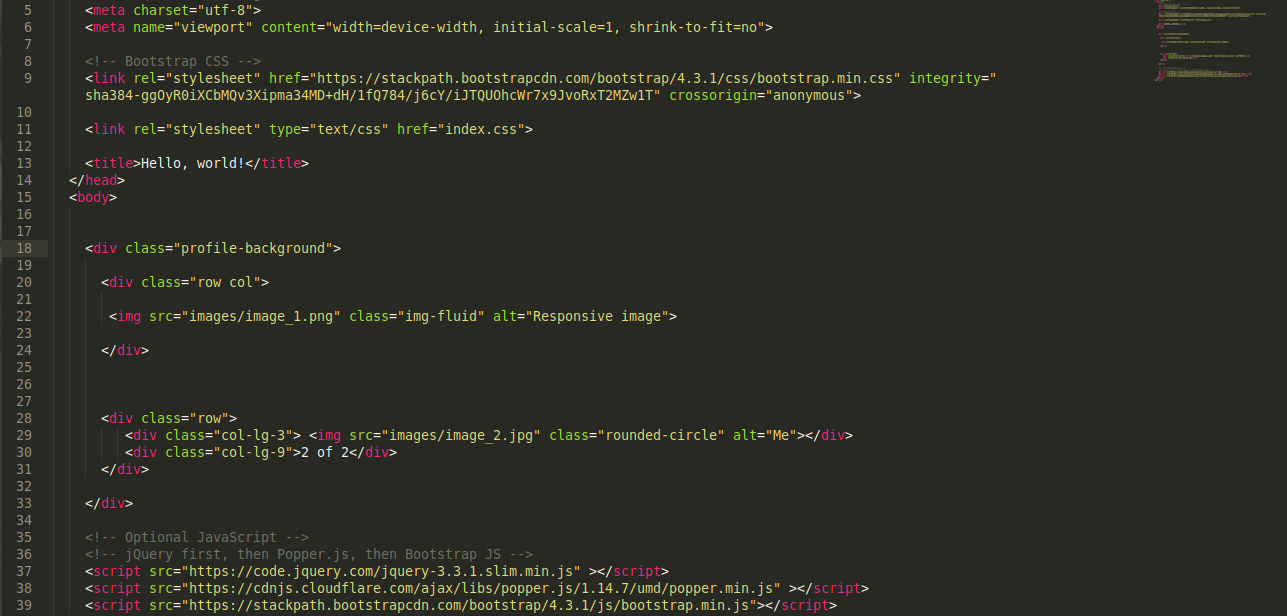 5 <meta charset="utf-8">
6 <meta name="viewport" content="width=device-width, initial-scale=1, shrink-to-fit=no">
7
8 <!-- Bootstrap CSS -->
9 <link rel="stylesheet" href="https://stackpath.bootstrapcdn.com/bootstrap/4.3.1/css/bootstrap.min.css" integrity="
sha384-ggOyR0iXCbMQv3Xipma34MD+dH/1fQ784/j6cY/iJTQUOhcWr7x9JvoRxT2MZw1T" crossorigin="anonymous">
10
11 <link rel="stylesheet" type="text/css" href="index.css">
12
13 <title>Hello, world!</title>
14 </head>
15 <body>
16
17
18 <div class="profile-background">
19
20 <div class="row col">
21
22 <img src="images/image_1.png" class="img-fluid" alt="Responsive image">
23
24 </div>
25
26
27
28 <div class="row">
29 <div class="col-lg-3"> <img src="images/image_2.jpg" class="rounded-circle" alt="Me"></div>
30 <div class="col-lg-9">2 of 2</div>
31 </div>
32
33 </div>
34
35 <!-- Optional JavaScript -->
36 <!-- jQuery first, then Popper.js, then Bootstrap JS -->
37 <script src="https://code.jquery.com/jquery-3.3.1.slim.min.js" ></script>
38 <script src="https://cdnjs.cloudflare.com/ajax/libs/popper.js/1.14.7/umd/popper.min.js" ></script>
39 <script src="https://stackpath.bootstrapcdn.com/bootstrap/4.3.1/js/bootstrap.min.js"></script>